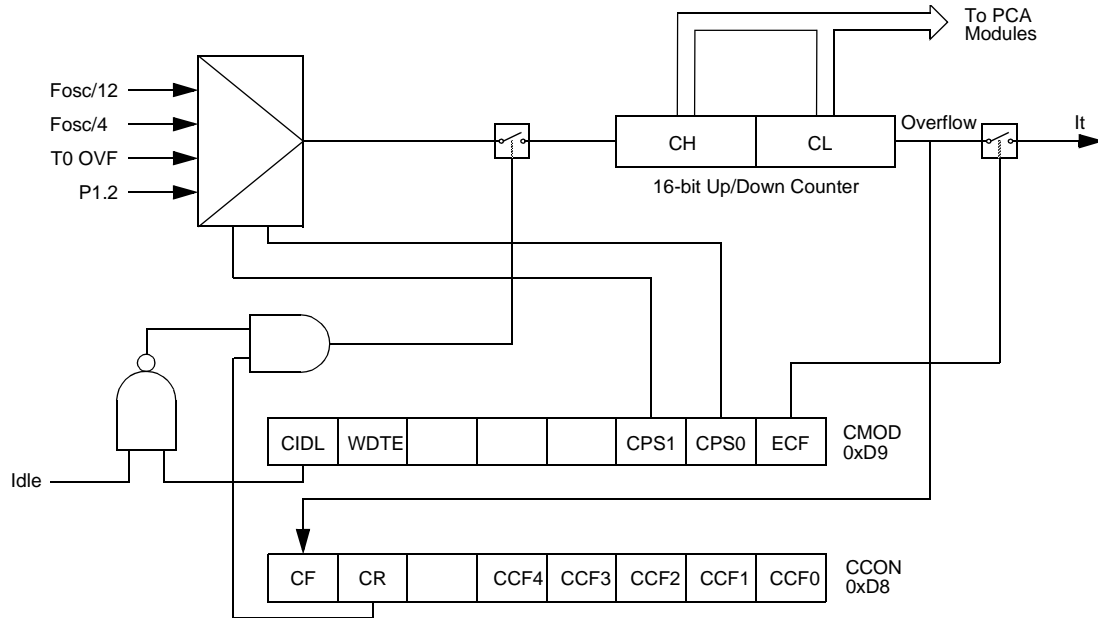 To PCA
Modules
Fosc/12
Fosc/4
T0 OVF
P1.2
CH
CL
Overflow
It
16-bit Up/Down Counter
CIDL
WDTE
CPS1
CPS0
ECF
CMOD
0xD9
Idle
CF
CR
CCF4
CCF3
CCF2
CCF1
CCF0
CCON
0xD8